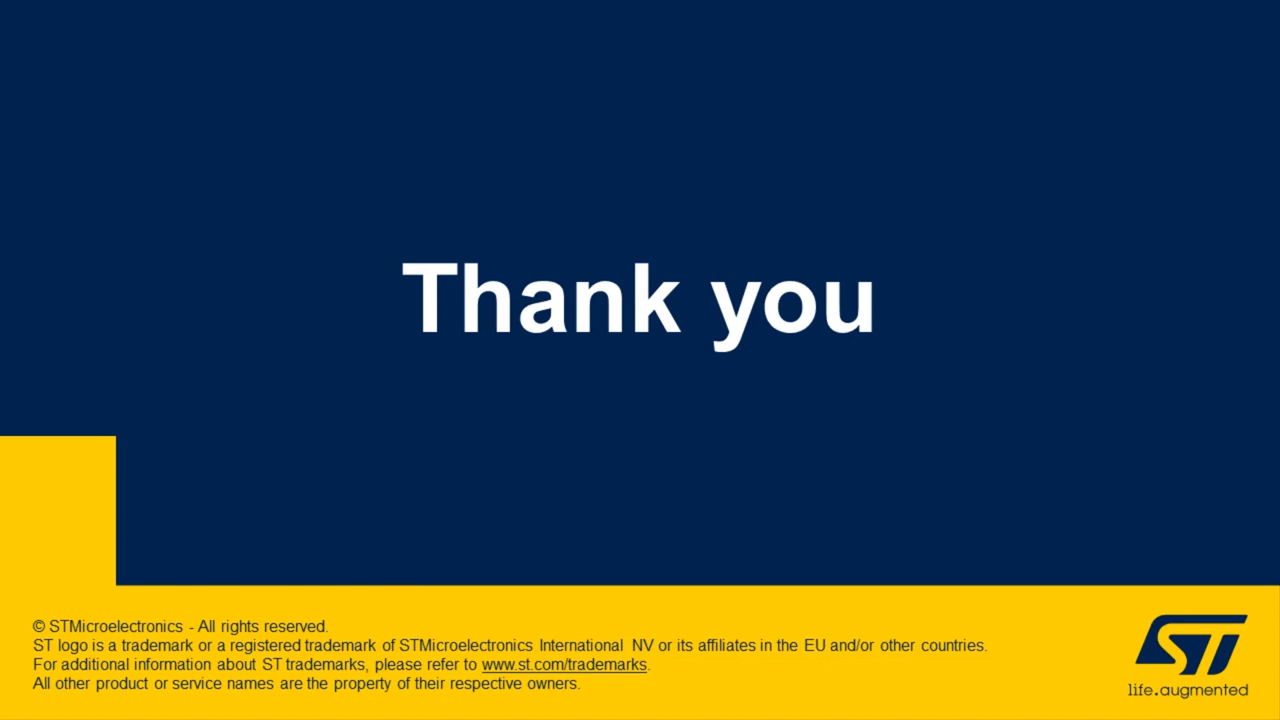 Thank you
© STMicroelectronics - All rights reserved.
ST logo is a trademark or a registered trademark of STMicroelectronics International NV or its affiliates in the EU and/or other countries.
For additional information about ST trademarks, please refer to www.st.com/trademarks.
All other product or service names are the property of their respective owners.
ST
life.augmented